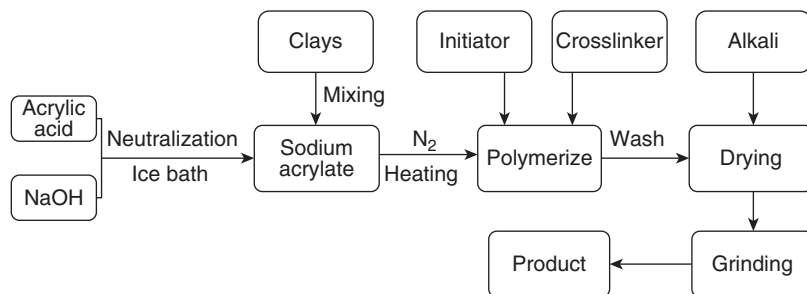 Clays
Initiator
Crosslinker
Alkali
Mixing
Acrylic
acid
Neutralization
Ice bath
NaOH
Sodium
acrylate
N₂
Heating
Polymerize
Wash
Drying
Product
Grinding